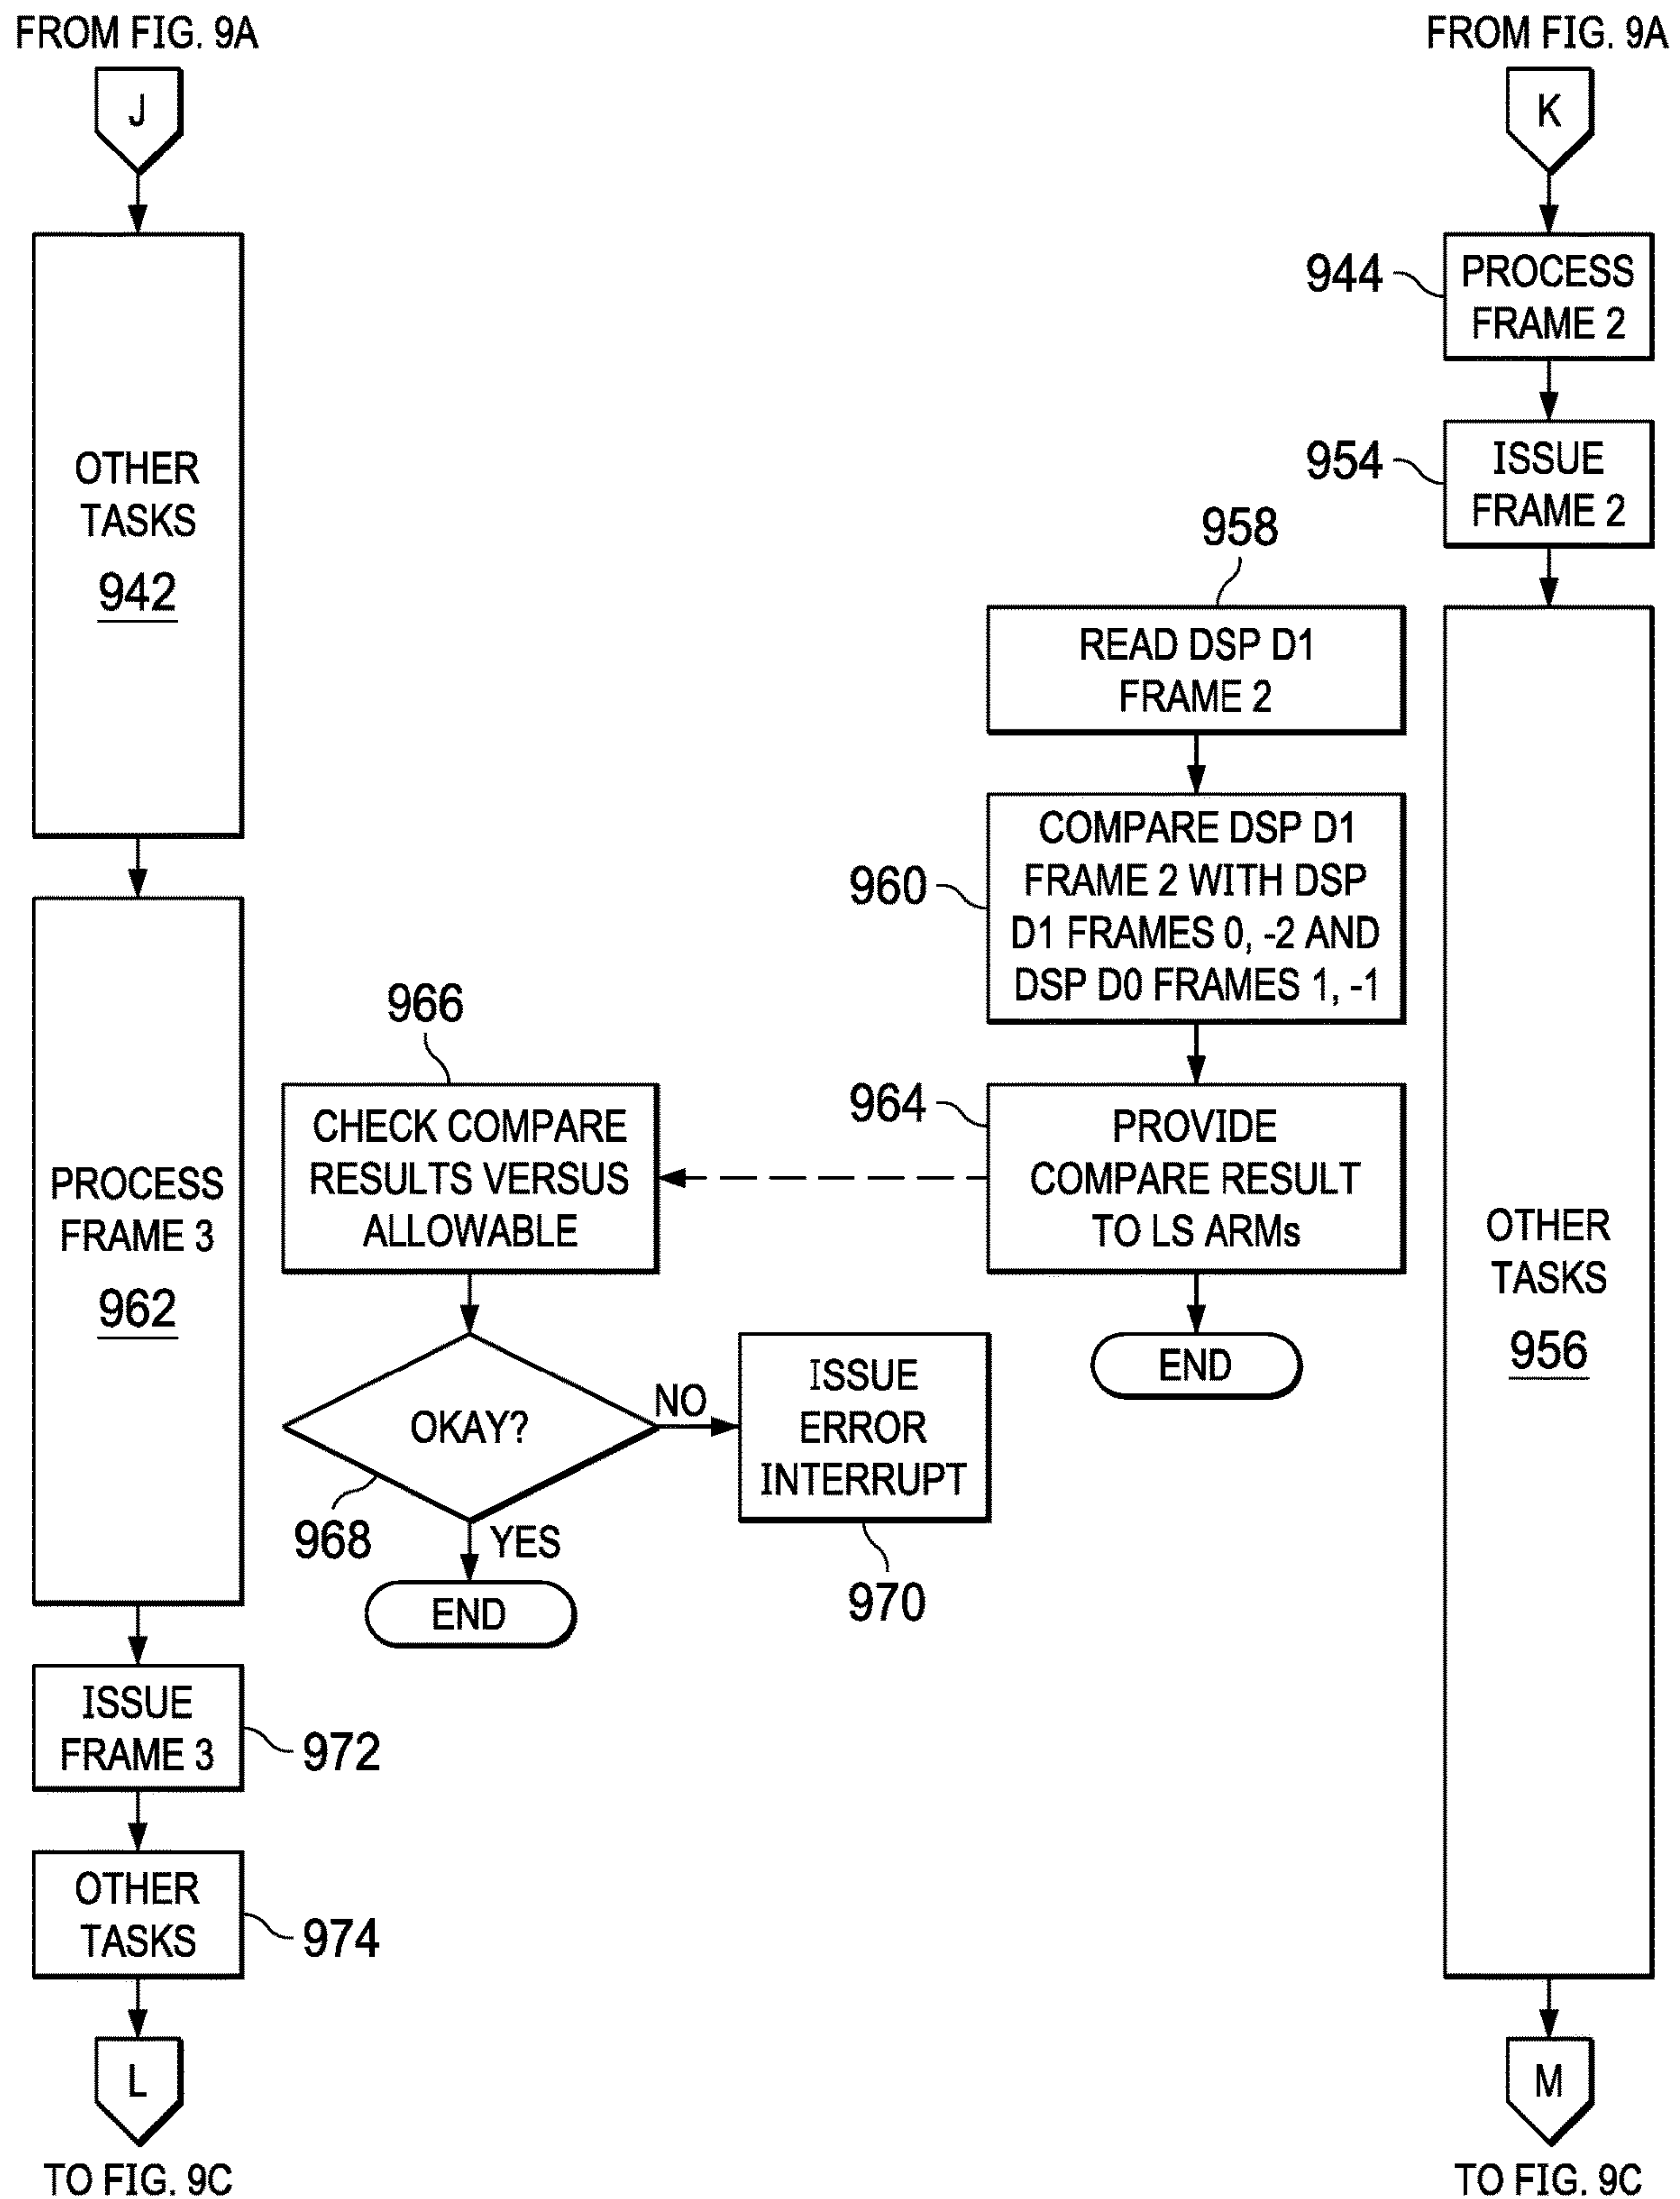 FROM FIG. 9A
J
OTHER
TASKS
942
PROCESS
FRAME 3
962
ISSUE
FRAME 3
972
OTHER
TASKS
974
L
TO FIG. 9C
966
CHECK COMPARE
RESULTS VERSUS
ALLOWABLE
OKAY?
968
NO
YES
END
ISSUE
ERROR
INTERRUPT
970
958
READ DSP D1
FRAME 2
960
COMPARE DSP D1
FRAME 2 WITH DSP
D1 FRAMES 0, -2 AND
DSP D0 FRAMES 1, -1
964
PROVIDE
COMPARE RESULT
TO LS ARMs
END
FROM FIG. 9A
K
944
PROCESS
FRAME 2
954
ISSUE
FRAME 2
OTHER
TASKS
956
M
TO FIG. 9C